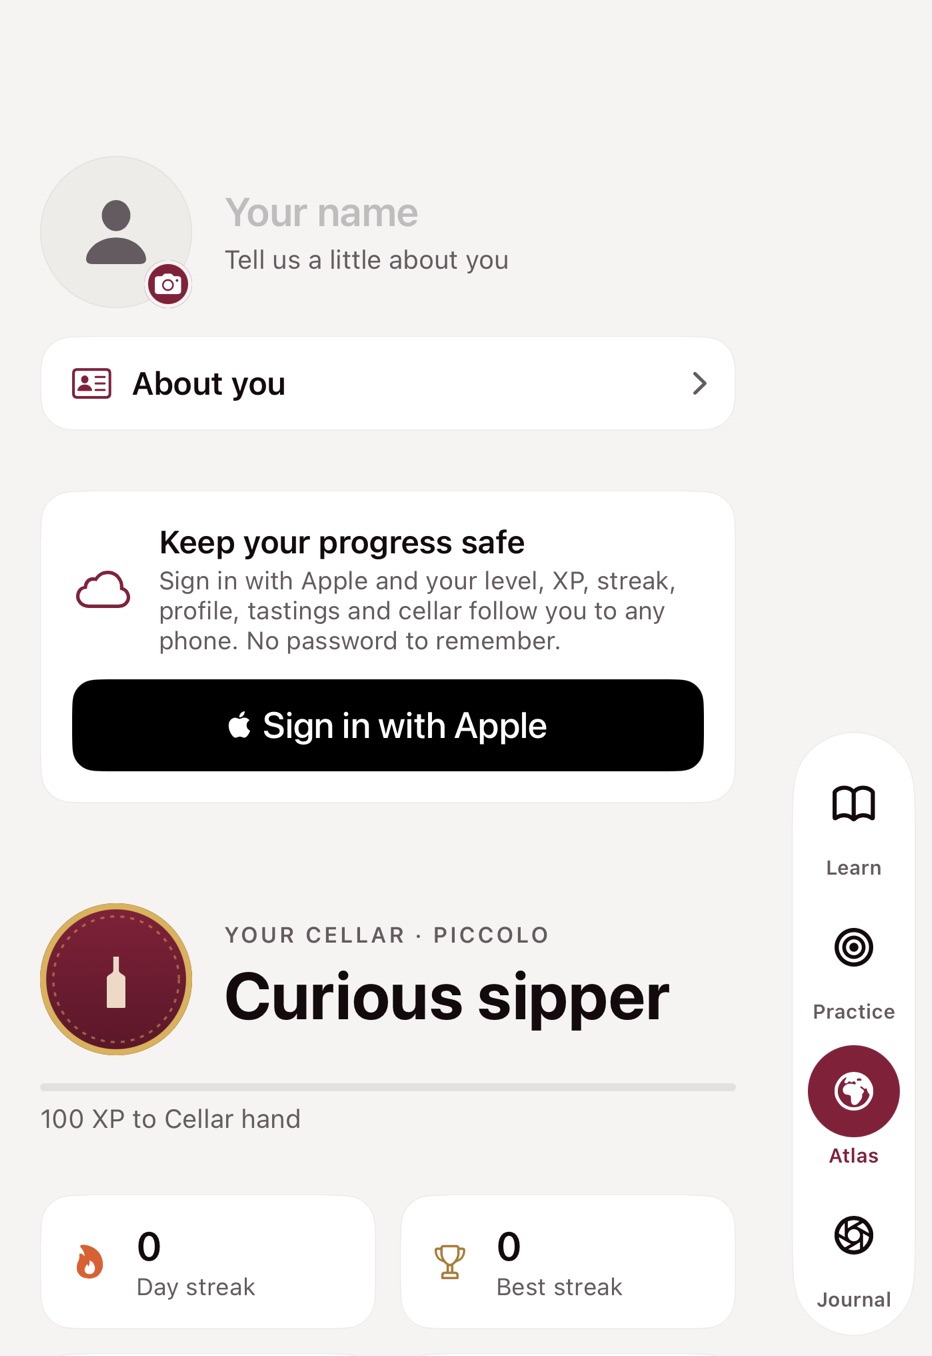 Your name
Tell us a little about you
About you
Keep your progress safe
Sign in with Apple and your level, XP, streak,
profile, tastings and cellar follow you to any
phone. No password to remember.
Sign in with Apple
YOUR CELLAR · PICCOLO
Curious sipper
100 XP to Cellar hand
0
Day streak
0
Best streak
Learn
Practice
Atlas
Journal